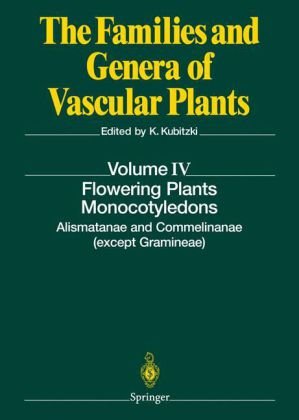 The Families and
Genera of
Vascular Plants
Edited by K. Kubitzki
Volume IV
Flowering Plants
Monocotyledons
Alismatanae and Commelinanae
(except Gramineae)
Springer